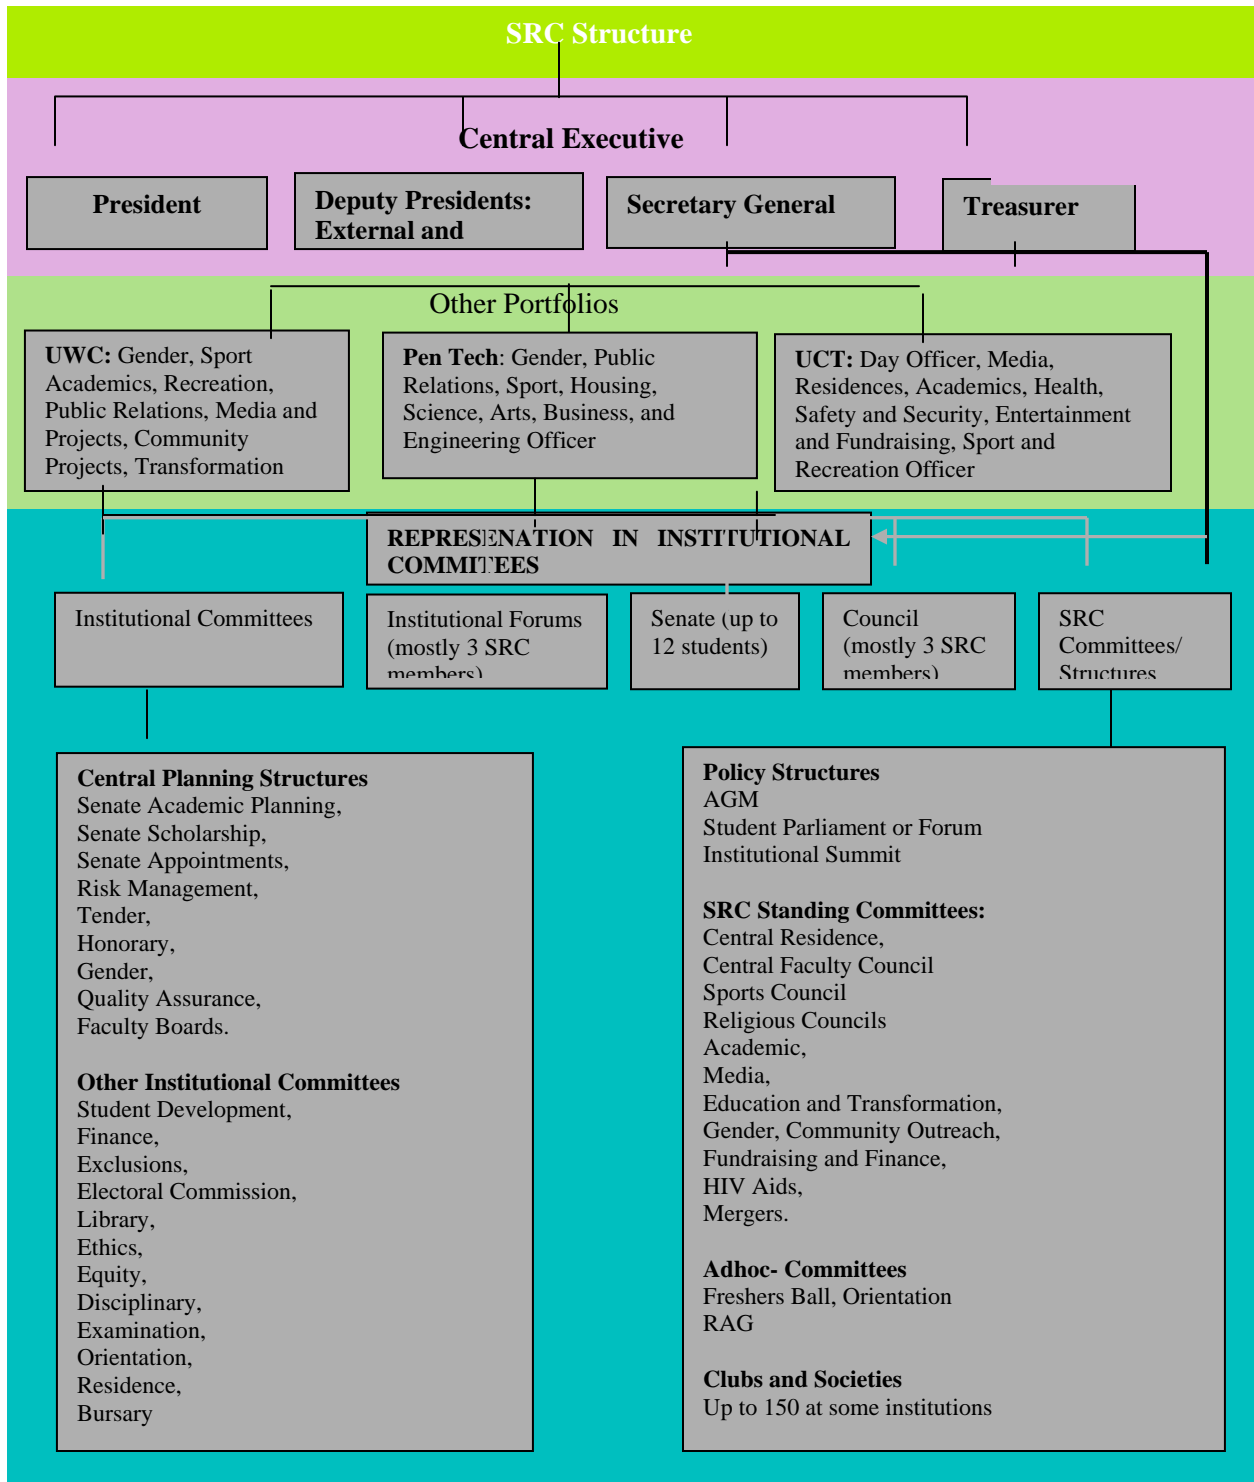 SRC Structure
Central Executive
President
Deputy Presidents:
External and
Secretary General
Treasurer
Other Portfolios
UWC: Gender, Sport
Academics, Recreation,
Public Relations, Media and
Projects, Community
Projects, Transformation
Pen Tech: Gender, Public
Relations, Sport, Housing,
Science, Arts, Business, and
Engineering Officer
UCT: Day Officer, Media,
Residences, Academics, Health,
Safety and Security, Entertainment
and Fundraising, Sport and
Recreation Officer
REPRESENATION IN INSTITUTIONAL
COMMITEES
Institutional Committees
Institutional Forums
(mostly 3 SRC
members)
Senate (up to
12 students)
Council
(mostly 3 SRC
members)
SRC
Committees/
Structures
Central Planning Structures
Senate Academic Planning,
Senate Scholarship,
Senate Appointments,
Risk Management,
Tender,
Honorary,
Gender,
Quality Assurance,
Faculty Boards.
Other Institutional Committees
Student Development,
Finance,
Exclusions,
Electoral Commission,
Library,
Ethics,
Equity,
Disciplinary,
Examination,
Orientation,
Residence,
Bursary
Policy Structures
AGM
Student Parliament or Forum
Institutional Summit
SRC Standing Committees:
Central Residence,
Central Faculty Council
Sports Council
Religious Councils
Academic,
Media,
Education and Transformation,
Gender, Community Outreach,
Fundraising and Finance,
HIV Aids,
Mergers.
Adhoc- Committees
Freshers Ball, Orientation
RAG
Clubs and Societies
Up to 150 at some institutions